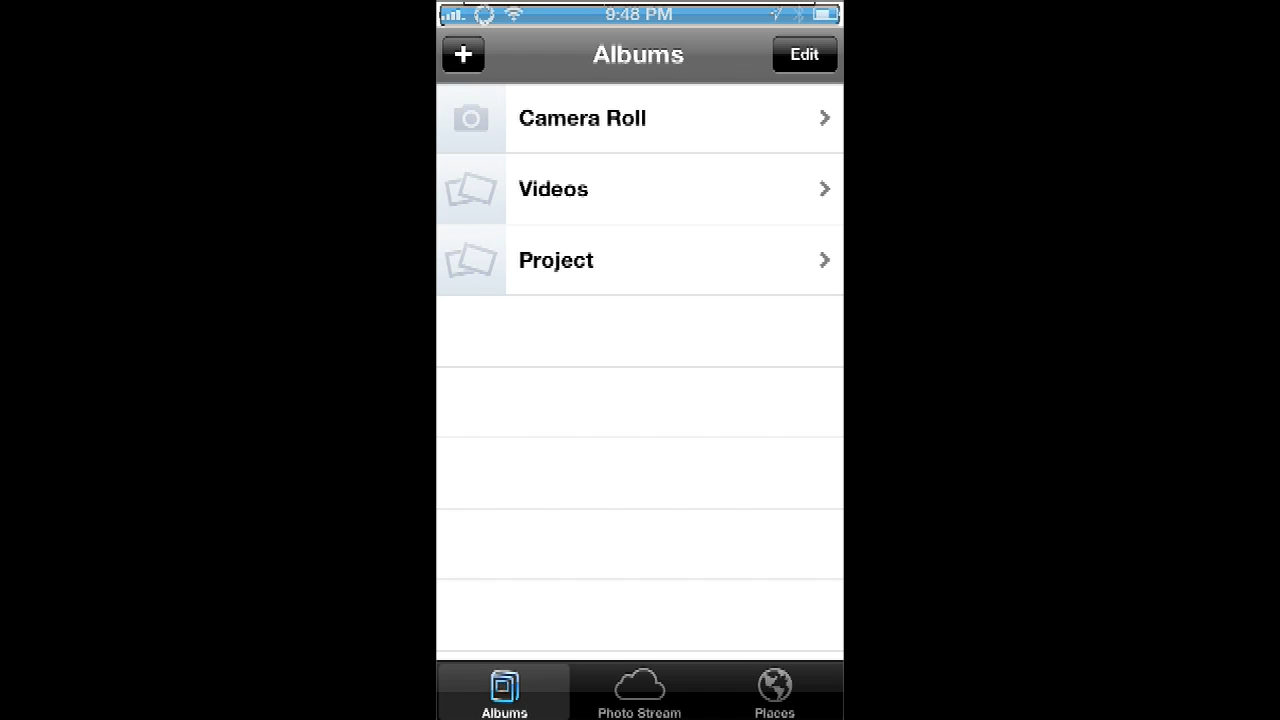 9:48 PM
+ Albums Edit
Camera Roll
Videos
Project
Albums Photo Stream Places